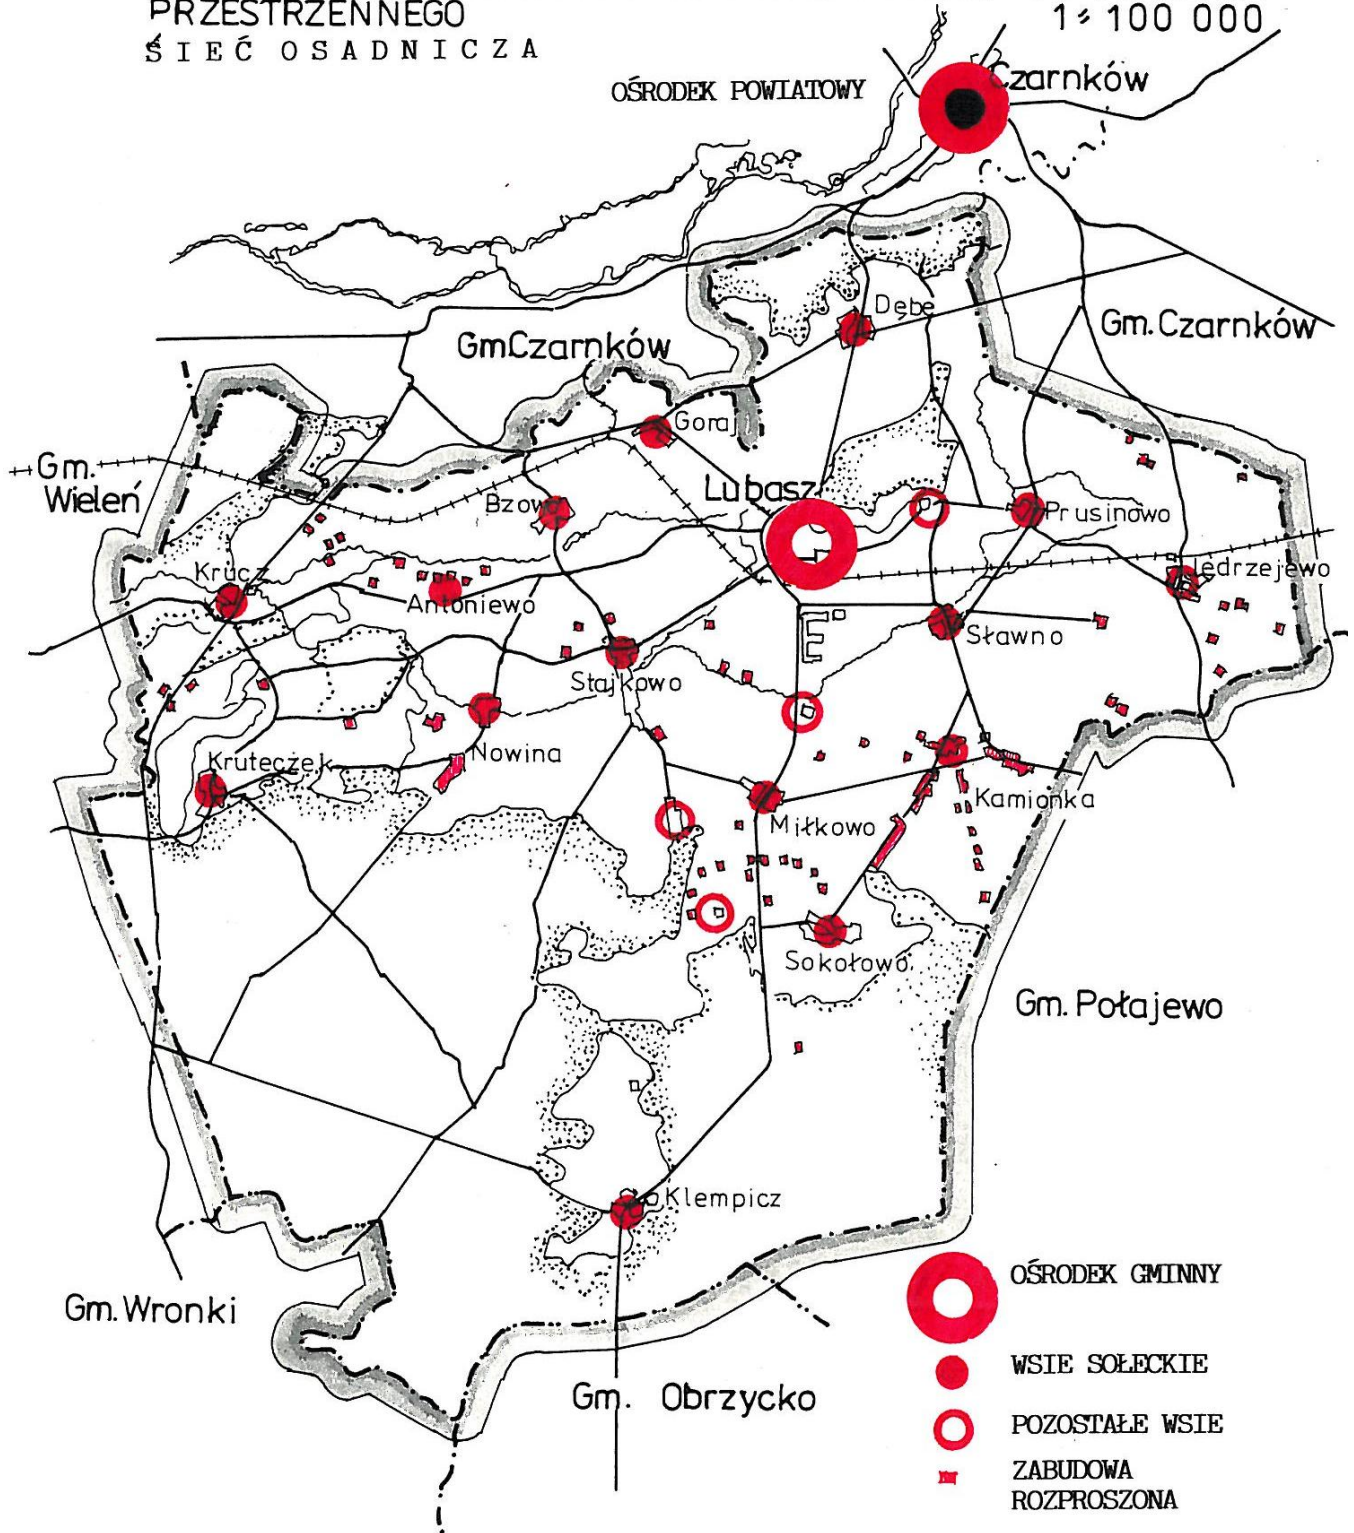 PRZESTRZENNEGO
SIEĆ OSADNICZA
1:100 000
OŚRODEK POWIATOWY
Czarnków
Dębe
Gm.Czarnków
Gm.Czarnków
Goraj
Gm.
Wieleń
Lubasz
Bzowo
Prusinowo
Krucz
Jędrzejewo
Antoniewo
Sławno
Stajkowo
Nowina
Kruteczek
Kamionka
Miłkowo
Sokołowo
Gm. Połajewo
Klempicz
Gm. Wronki
Gm. Obrzycko
OŚRODEK GMINNY
WSIE SOŁECKIE
POZOSTAŁE WSIE
ZABUDOWA
ROZPROSZONA